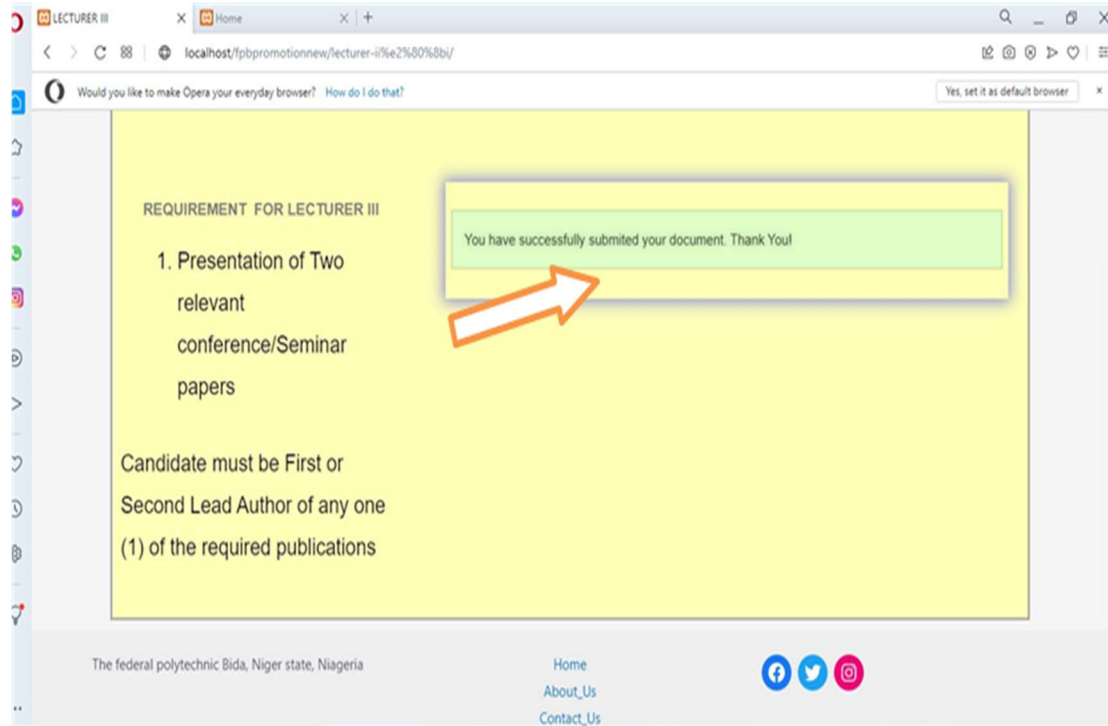 LECTURER III
Home
localhost/fpbpromotionnew/lecturer-ii%e2%80%8bi/
Would you like to make Opera your everyday browser? How do I do that?
Yes, set it as default browser
REQUIREMENT FOR LECTURER III
1. Presentation of Two
relevant
conference/Seminar
papers
Candidate must be First or
Second Lead Author of any one
(1) of the required publications
You have successfully submited your document. Thank You!
The federal polytechnic Bida, Niger state, Niageria
Home
About_Us
Contact_Us